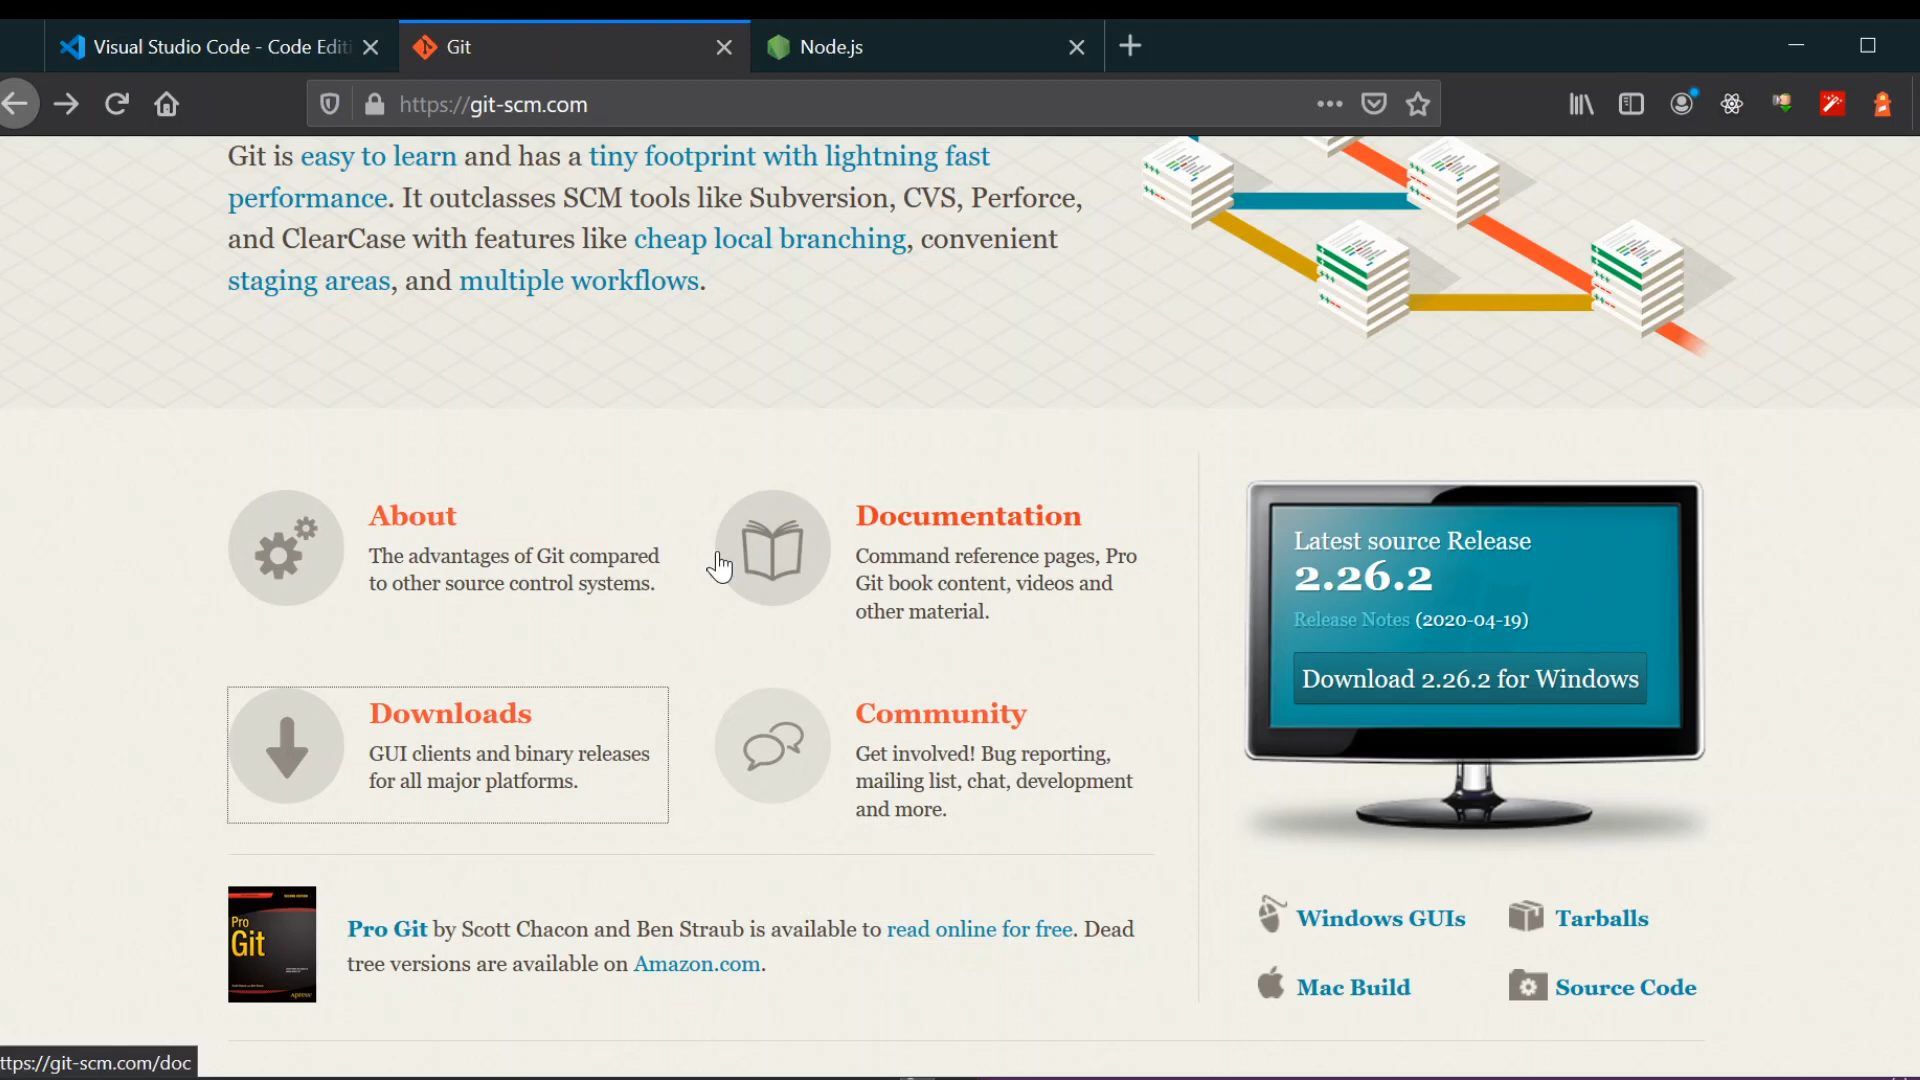 Visual Studio Code - Code Edit
Git
Node.js
https://git-scm.com
Git is easy to learn and has a tiny footprint with lightning fast
performance. It outclasses SCM tools like Subversion, CVS, Perforce,
and ClearCase with features like cheap local branching, convenient
staging areas, and multiple workflows.
About
The advantages of Git compared
to other source control systems.
Documentation
Command reference pages, Pro
Git book content, videos and
other material.
Downloads
GUI clients and binary releases
for all major platforms.
Community
Get involved! Bug reporting,
mailing list, chat, development
and more.
Latest source Release
2.26.2
Release Notes (2020-04-19)
Download 2.26.2 for Windows
Pro
Git
Pro Git by Scott Chacon and Ben Straub is available to read online for free. Dead
tree versions are available on Amazon.com.
Windows GUIs
Tarballs
Mac Build
Source Code
ttps://git-scm.com/doc